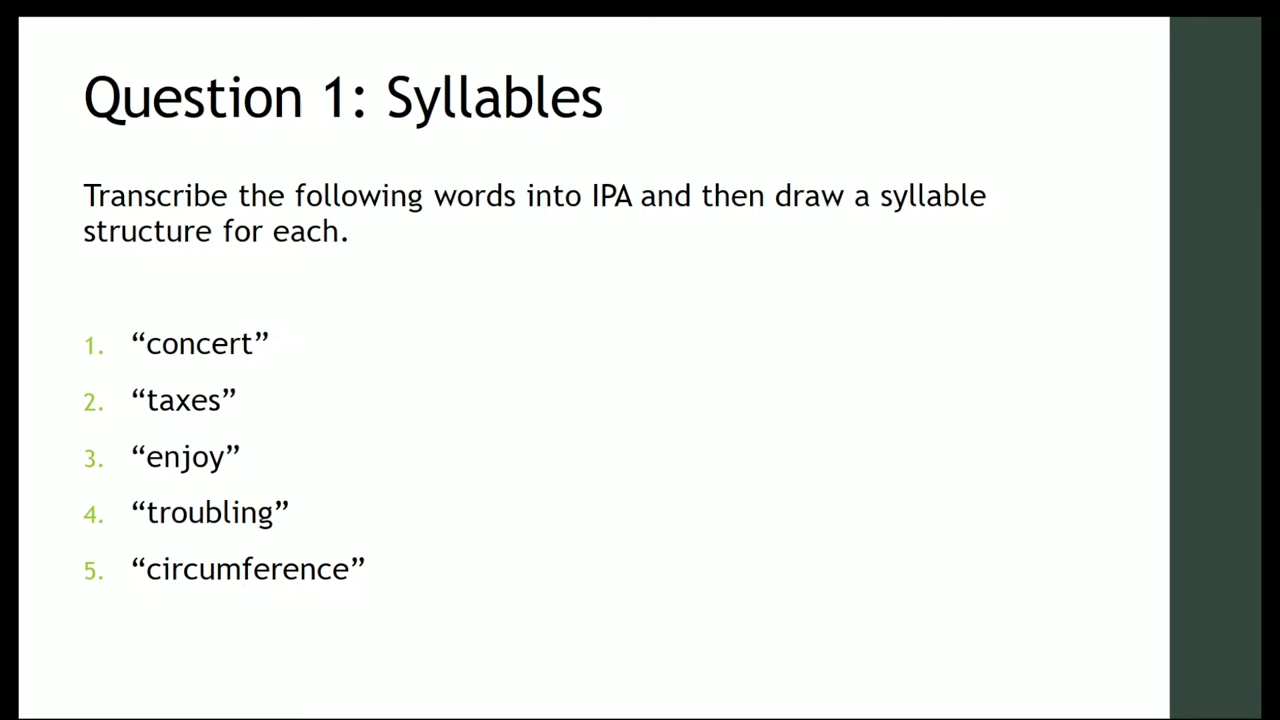 Question 1: Syllables
Transcribe the following words into IPA and then draw a syllable
structure for each.
1. “concert”
2. “taxes”
3. “enjoy”
4. “troubling”
5. “circumference”